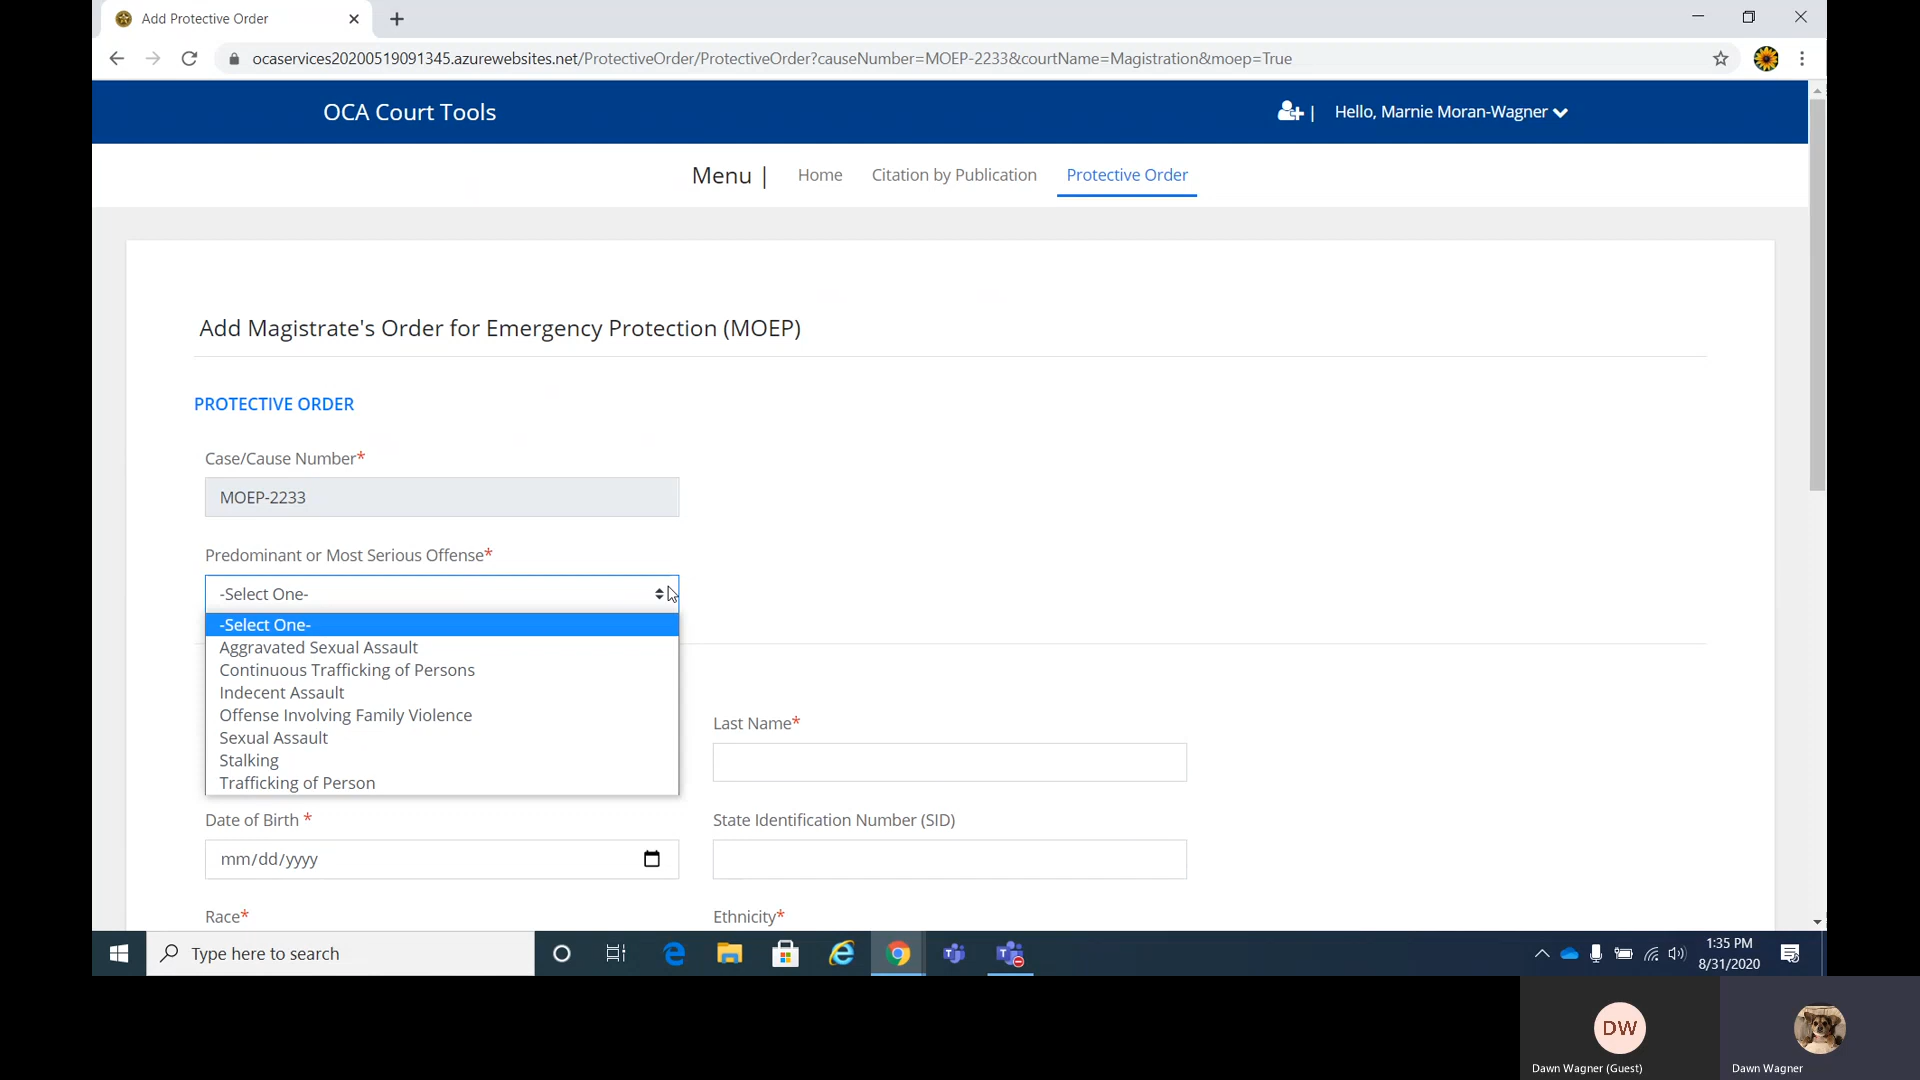 Add Protective Order
ocaservices20200519091345.azurewebsites.net/ProtectiveOrder/ProtectiveOrder?causeNumber=MOEP-2233&courtName=Magistration&moep=True
OCA Court Tools
| Hello, Marnie Moran-Wagner
Menu | Home Citation by Publication Protective Order
Add Magistrate's Order for Emergency Protection (MOEP)
PROTECTIVE ORDER
Case/Cause Number*
MOEP-2233
Predominant or Most Serious Offense*
-Select One-
-Select One-
Aggravated Sexual Assault
Continuous Trafficking of Persons
Indecent Assault
Offense Involving Family Violence
Sexual Assault
Stalking
Trafficking of Person
Last Name*
Date of Birth * State Identification Number (SID)
mm/dd/yyyy
Race* Ethnicity*
Type here to search
1:35 PM
8/31/2020
DW
Dawn Wagner (Guest) Dawn Wagner